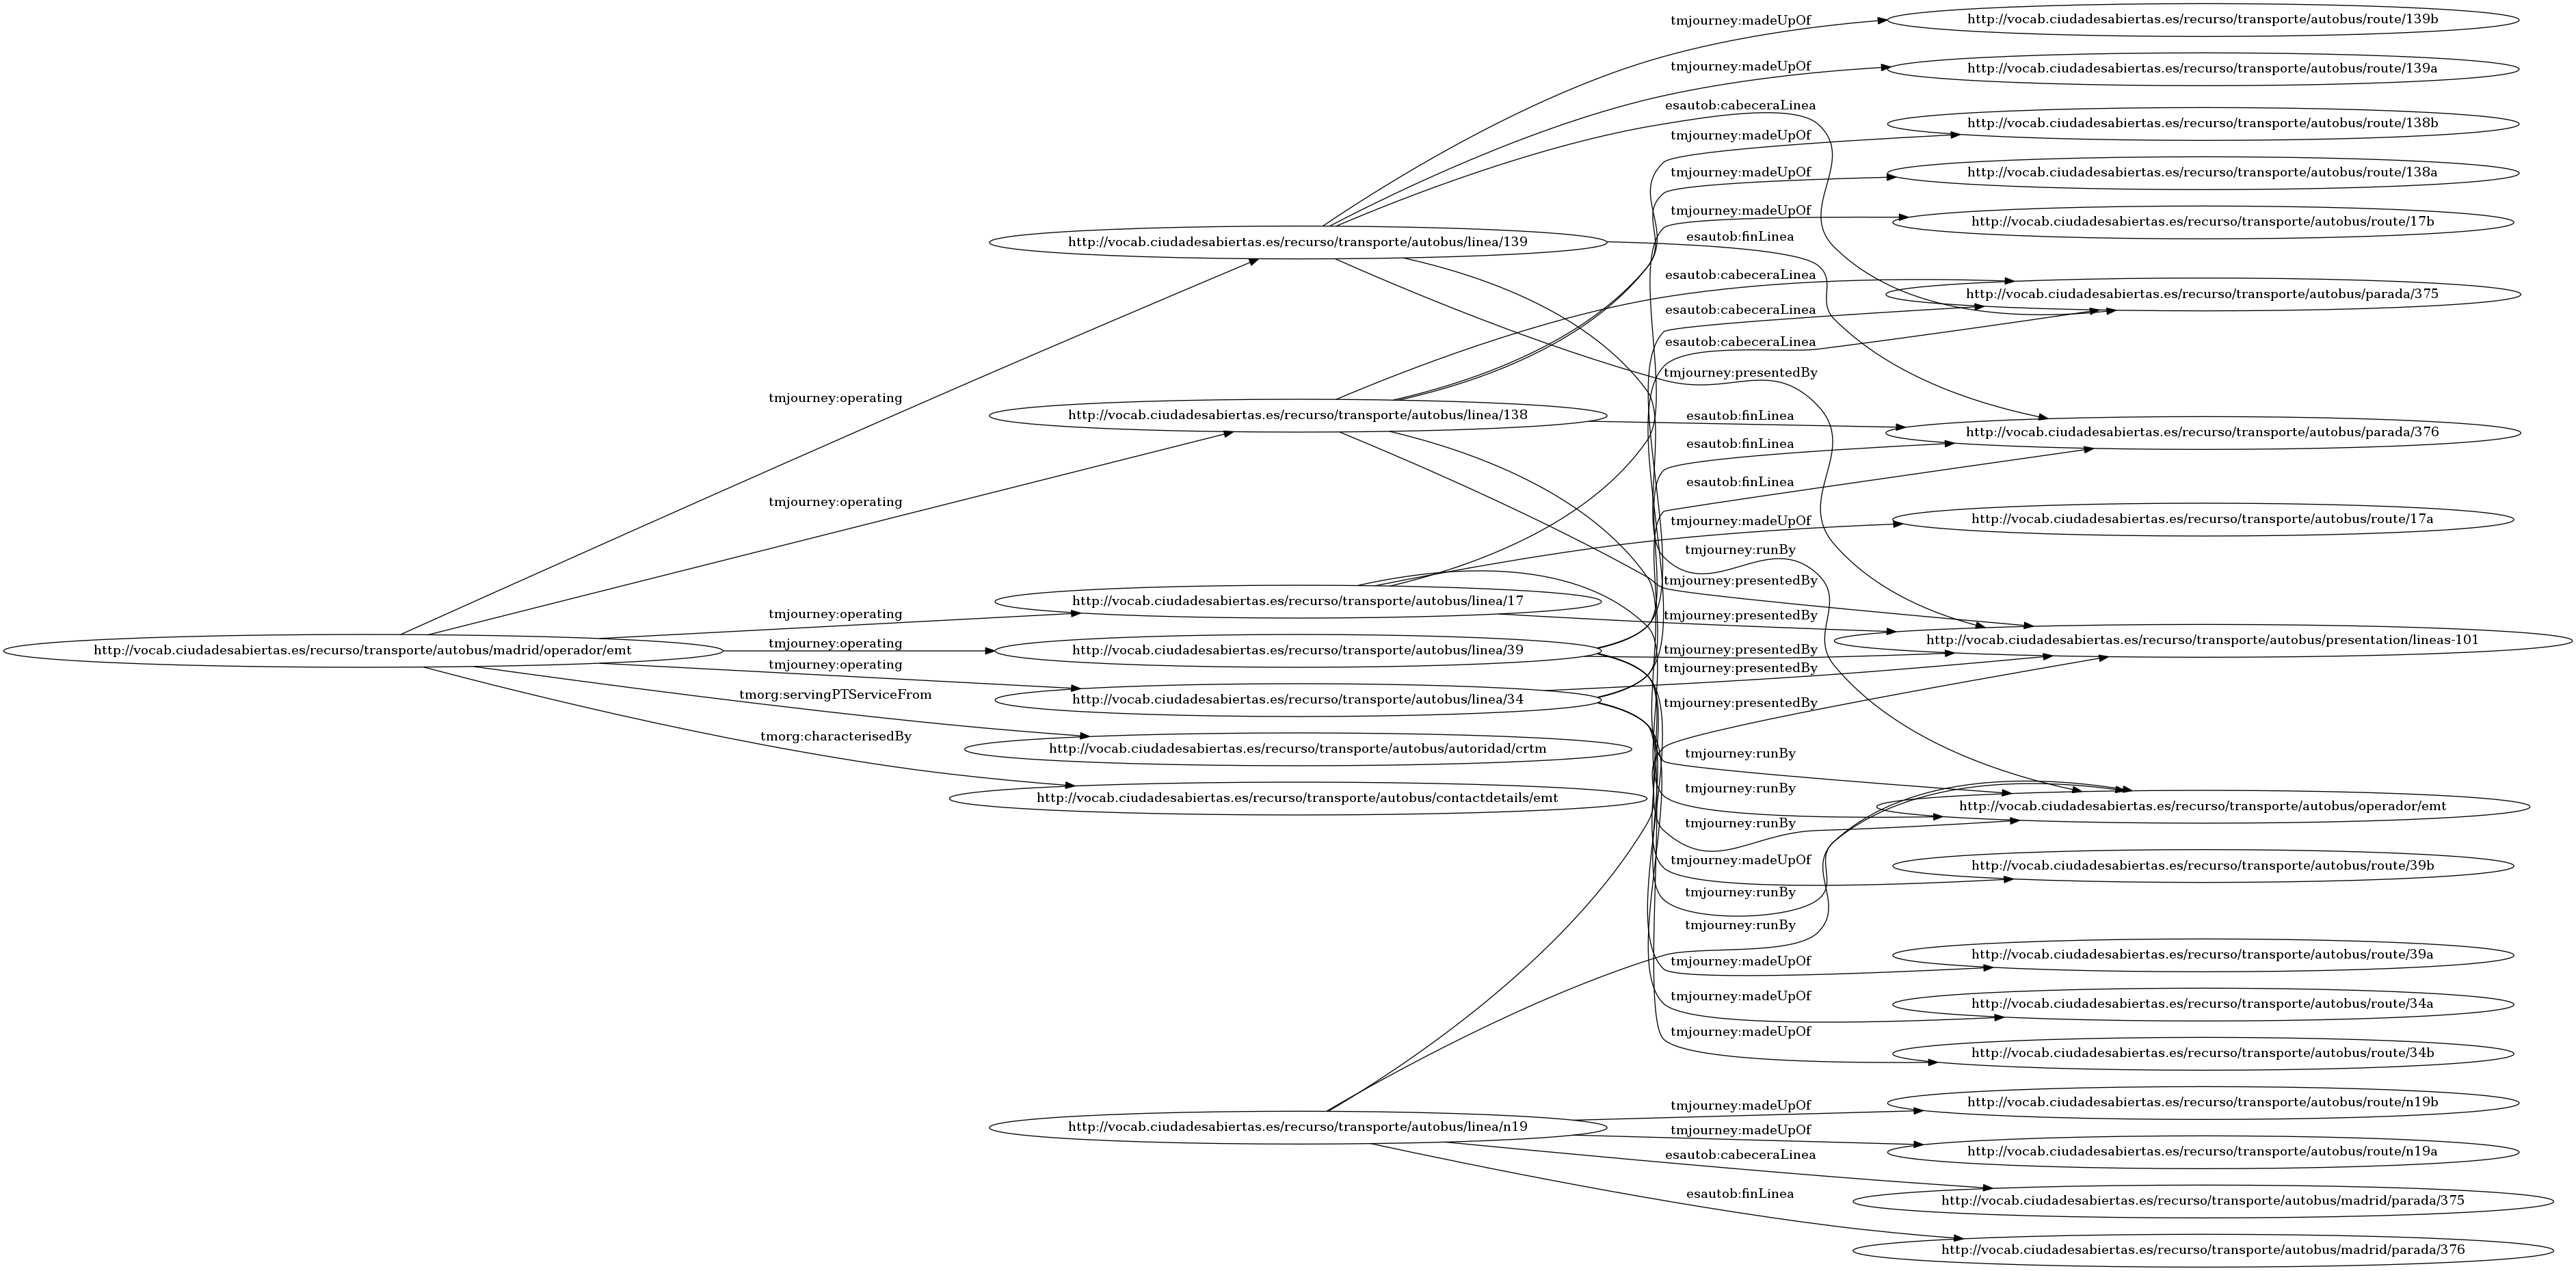 tmjourney:madeUpOf
http://vocab.ciudadesabiertas.es/recurso/transporte/autobus/route/139b
tmjourney:madeUpOf
http://vocab.ciudadesabiertas.es/recurso/transporte/autobus/route/139a
esautob:cabeceraLinea
http://vocab.ciudadesabiertas.es/recurso/transporte/autobus/route/138b
tmjourney:madeUpOf
tmjourney:madeUpOf
http://vocab.ciudadesabiertas.es/recurso/transporte/autobus/route/138a
tmjourney:madeUpOf
http://vocab.ciudadesabiertas.es/recurso/transporte/autobus/route/17b
esautob:finLinea
http://vocab.ciudadesabiertas.es/recurso/transporte/autobus/linea/139
esautob:cabeceraLinea
http://vocab.ciudadesabiertas.es/recurso/transporte/autobus/parada/375
esautob:cabeceraLinea
esautob:cabeceraLinea
tmjourney:presentedBy
tmjourney:operating
http://vocab.ciudadesabiertas.es/recurso/transporte/autobus/linea/138
esautob:finLinea
http://vocab.ciudadesabiertas.es/recurso/transporte/autobus/parada/376
esautob:finLinea
esautob:finLinea
tmjourney:operating
tmjourney:madeUpOf
http://vocab.ciudadesabiertas.es/recurso/transporte/autobus/route/17a
tmjourney:runBy
tmjourney:presentedBy
http://vocab.ciudadesabiertas.es/recurso/transporte/autobus/linea/17
tmjourney:operating
tmjourney:presentedBy
http://vocab.ciudadesabiertas.es/recurso/transporte/autobus/presentation/lineas-101
http://vocab.ciudadesabiertas.es/recurso/transporte/autobus/madrid/operador/emt
tmjourney:operating
http://vocab.ciudadesabiertas.es/recurso/transporte/autobus/linea/39
tmjourney:presentedBy
tmjourney:operating
tmjourney:presentedBy
tmorg:servingPTServiceFrom
http://vocab.ciudadesabiertas.es/recurso/transporte/autobus/linea/34
tmjourney:presentedBy
tmorg:characterisedBy
http://vocab.ciudadesabiertas.es/recurso/transporte/autobus/autoridad/crtm
tmjourney:runBy
tmjourney:runBy
http://vocab.ciudadesabiertas.es/recurso/transporte/autobus/contactdetails/emt
http://vocab.ciudadesabiertas.es/recurso/transporte/autobus/operador/emt
tmjourney:runBy
tmjourney:madeUpOf
http://vocab.ciudadesabiertas.es/recurso/transporte/autobus/route/39b
tmjourney:runBy
tmjourney:runBy
tmjourney:madeUpOf
http://vocab.ciudadesabiertas.es/recurso/transporte/autobus/route/39a
tmjourney:madeUpOf
http://vocab.ciudadesabiertas.es/recurso/transporte/autobus/route/34a
tmjourney:madeUpOf
http://vocab.ciudadesabiertas.es/recurso/transporte/autobus/route/34b
tmjourney:madeUpOf
http://vocab.ciudadesabiertas.es/recurso/transporte/autobus/route/n19b
http://vocab.ciudadesabiertas.es/recurso/transporte/autobus/linea/n19
tmjourney:madeUpOf
http://vocab.ciudadesabiertas.es/recurso/transporte/autobus/route/n19a
esautob:cabeceraLinea
http://vocab.ciudadesabiertas.es/recurso/transporte/autobus/madrid/parada/375
esautob:finLinea
http://vocab.ciudadesabiertas.es/recurso/transporte/autobus/madrid/parada/376